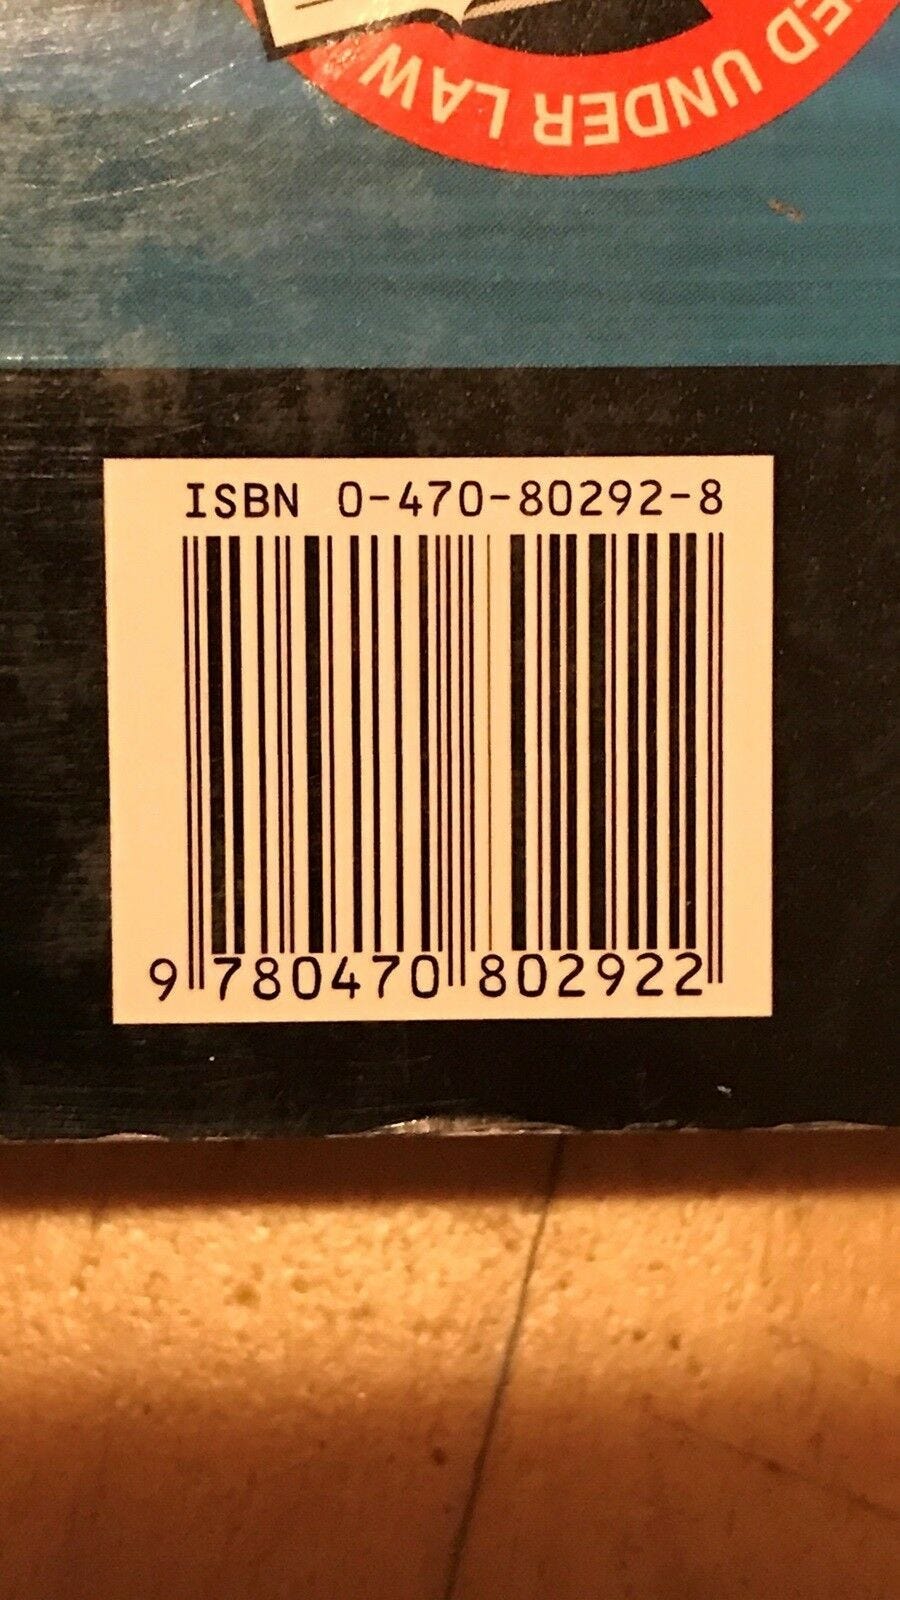 ED UNDER LAW
ISBN 0-470-80292-8
9 780470 802922